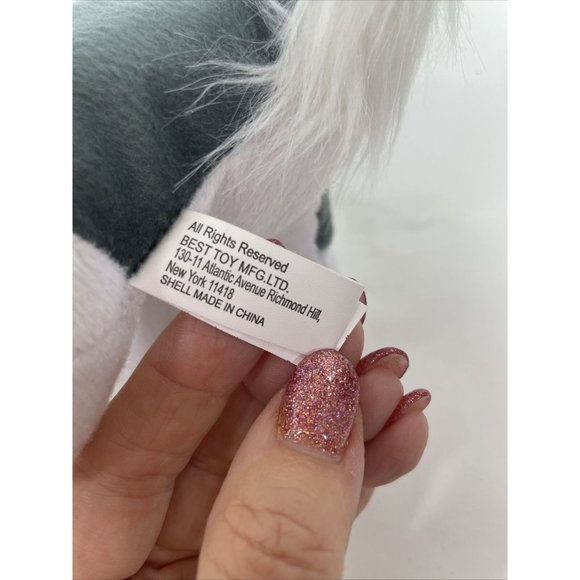 All Rights Reserved
BEST TOY MFG.LTD.
130-11 Atlantic Avenue Richmond Hill,
New York 11418
SHELL MADE IN CHINA